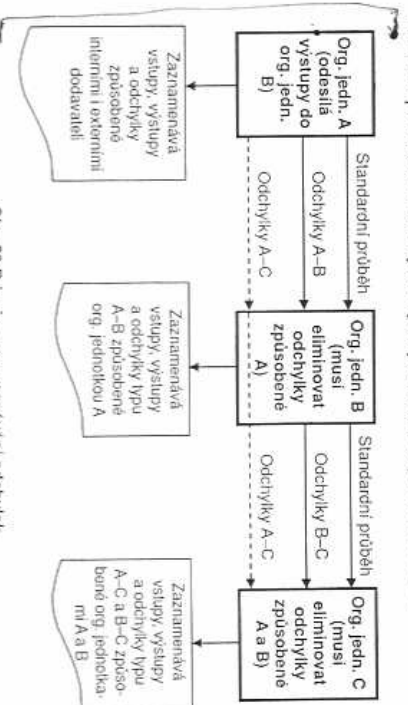 Org. jedn. A
(odesílá
výstupy do
org. jedn.
B)
Standardní průběh
Odchylky A–B
Odchylky A–C
Org. jedn. B
(musí
eliminovat
odchylky
způsobené
A)
Standardní průběh
Odchylky B–C
Odchylky A–C
Org. jedn. C
(musí
eliminovat
odchylky
způsobené
A a B)
Zaznamenává
vstupy, výstupy
a odchylky
způsobené
interními i externími
dodavateli
Zaznamenává
vstupy, výstupy
a odchylky typu
A–B způsobené
org. jednotkou A
Zaznamenává
vstupy, výstupy
a odchylky typu
A–C a B–C způso-
bené org. jednotka-
mi A a B